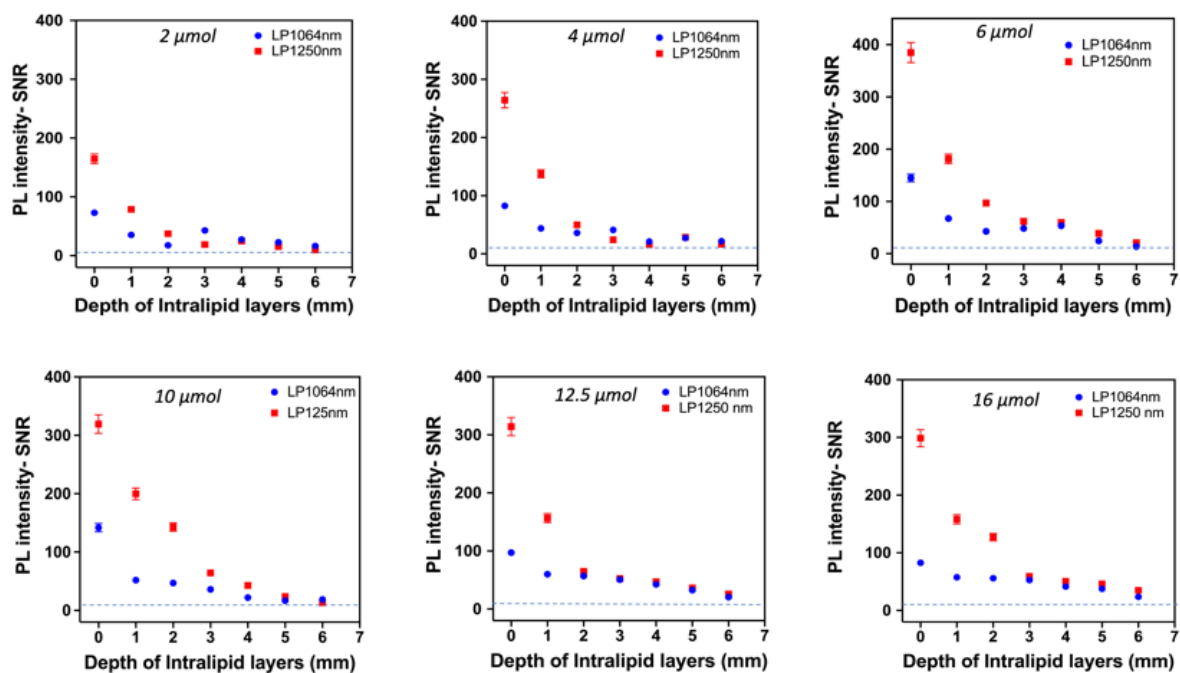 2 μmol
LP1064nm
LP1250nm
PL intensity- SNR
400
300
200
100
0
0 1 2 3 4 5 6 7
Depth of Intralipid layers (mm)
4 μmol
LP1064nm
LP1250nm
PL intensity- SNR
400
300
200
100
0
0 1 2 3 4 5 6 7
Depth of Intralipid layers (mm)
6 μmol
LP1064nm
LP1250nm
PL intensity- SNR
400
300
200
100
0
0 1 2 3 4 5 6 7
Depth of Intralipid layers (mm)
10 μmol
LP1064nm
LP125nm
PL intensity- SNR
400
300
200
100
0
0 1 2 3 4 5 6 7
Depth of Intralipid layers (mm)
12.5 μmol
LP1064nm
LP1250 nm
PL intensity- SNR
400
300
200
100
0
0 1 2 3 4 5 6 7
Depth of Intralipid layers (mm)
16 μmol
LP1064nm
LP1250 nm
PL intensity- SNR
400
300
200
100
0
0 1 2 3 4 5 6 7
Depth of Intralipid layers (mm)